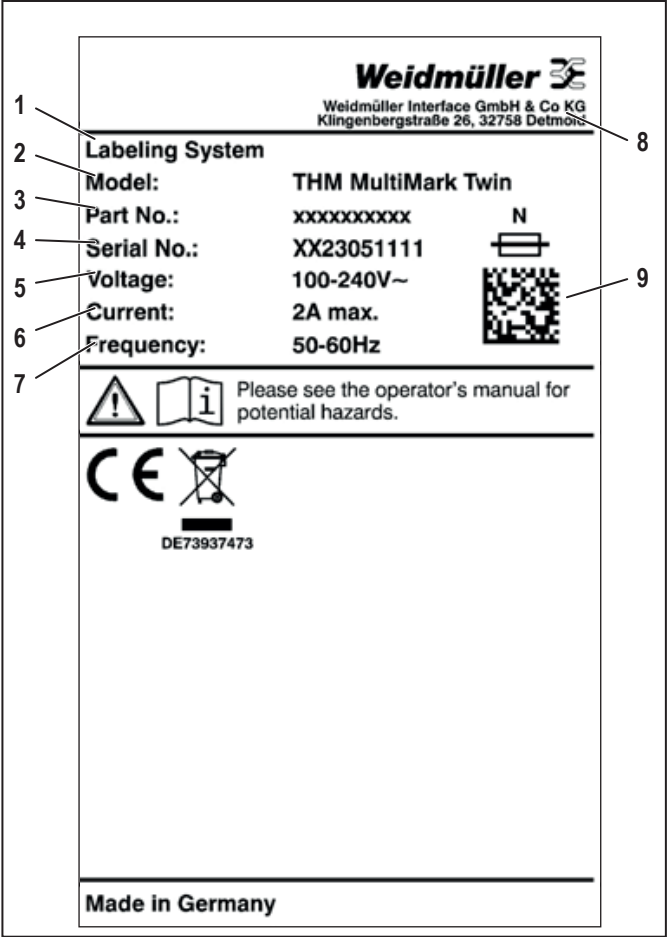 Weidmüller
Weidmüller Interface GmbH & Co KG
Klingenbergstraße 26, 32758 Detmold
1
Labeling System
2
Model: THM MultiMark Twin
3
Part No.: xxxxxxxxxx N
4
Serial No.: XX23051111
5
Voltage: 100-240V~
6
Current: 2A max.
7
Frequency: 50-60Hz
8
9
i Please see the operator's manual for
potential hazards.
CE
DE73937473
Made in Germany